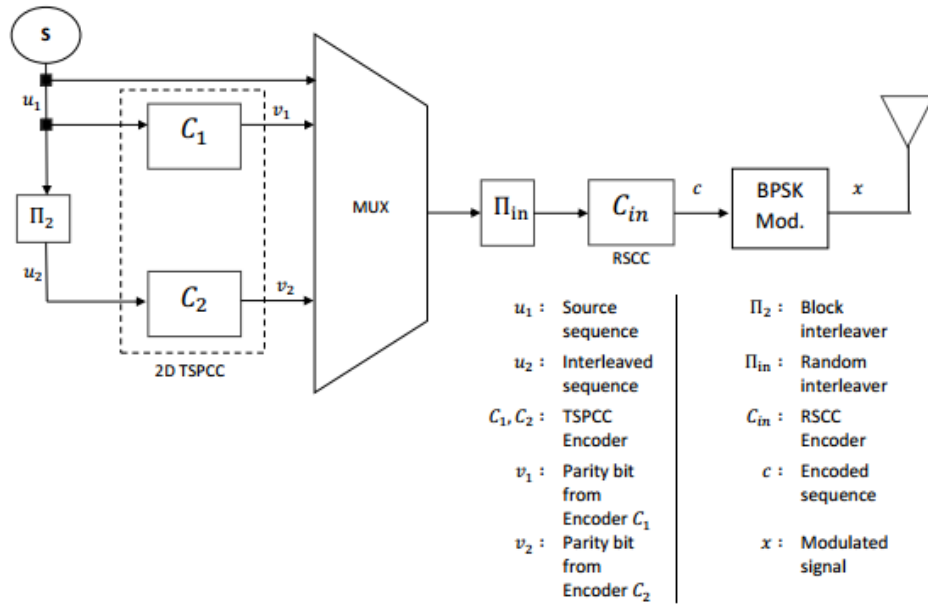 S
u₁
C₁
v₁
Π₂
u₂
C₂
v₂
2D TSPCC
MUX
Πin
Cin
RSCC
c
BPSK
Mod.
x
u₁ : Source
sequence
u₂ : Interleaved
sequence
C₁, C₂ : TSPCC
Encoder
v₁ : Parity bit
from
Encoder C₁
v₂ : Parity bit
from
Encoder C₂
Π₂ : Block
interleaver
Πin : Random
interleaver
Cin : RSCC
Encoder
c : Encoded
sequence
x : Modulated
signal